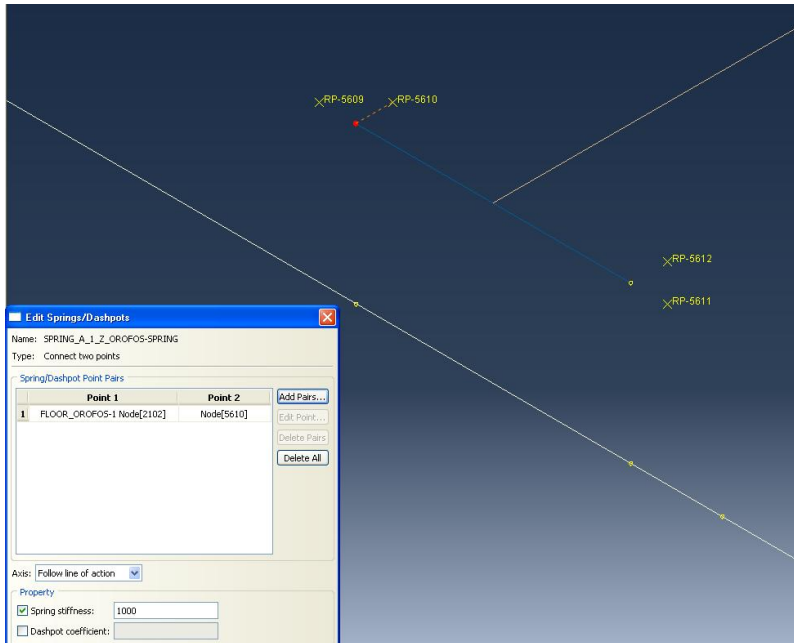 RP-5609
RP-5610
RP-5612
RP-5611
Edit Springs/Dashpots
Name: SPRING_A_1_Z_OROFOS-SPRING
Type: Connect two points
Spring/Dashpot Point Pairs
Point 1 Point 2
1 FLOOR_OROFOS-1 Node[2102] Node[5610]
Add Pairs...
Edit Point...
Delete Pairs
Delete All
Axis: Follow line of action
Property
Spring stiffness: 1000
Dashpot coefficient: